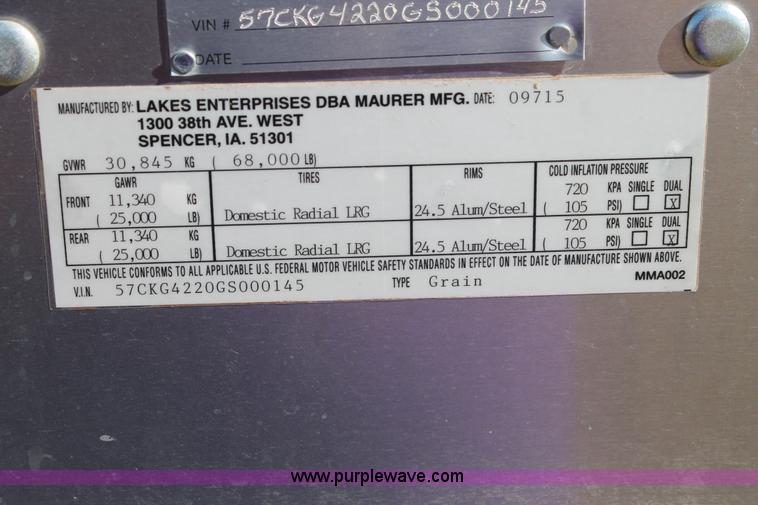 VIN # 57CKG4220GS000145
DATE
MANUFACTURED BY: LAKES ENTERPRISES DBA MAURER MFG. DATE: 09715
1300 38th AVE. WEST
SPENCER, IA. 51301
GVWR 30,845 KG ( 68,000 LB)
GAWR TIRES RIMS COLD INFLATION PRESSURE
FRONT 11,340 KG 720 KPA SINGLE DUAL
( 25,000 LB) Domestic Radial LRG 24.5 Alum/Steel ( 105 PSI) X
REAR 11,340 KG 720 KPA SINGLE DUAL
( 25,000 LB) Domestic Radial LRG 24.5 Alum/Steel ( 105 PSI) X
THIS VEHICLE CONFORMS TO ALL APPLICABLE U.S. FEDERAL MOTOR VEHICLE SAFETY STANDARDS IN EFFECT ON THE DATE OF MANUFACTURE SHOWN ABOVE.
V.I.N. 57CKG4220GS000145 TYPE Grain MMA002
www.purplewave.com